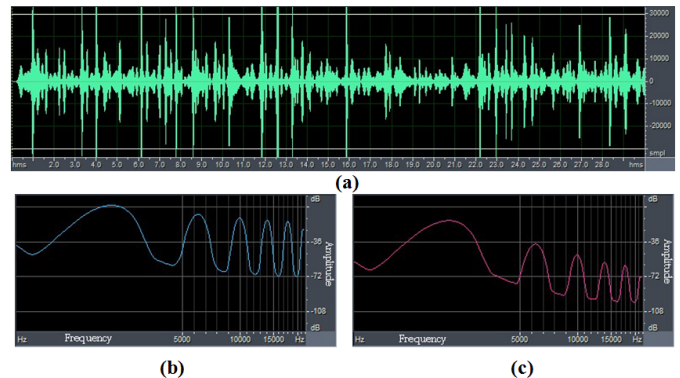 30000
20000
10000
0
-10000
-20000
smpl
hms 1.0 2.0 3.0 4.0 5.0 6.0 7.0 8.0 9.0 10.0 11.0 12.0 13.0 14.0 15.0 16.0 17.0 18.0 19.0 20.0 21.0 22.0 23.0 24.0 25.0 26.0 27.0 28.0 hms
(a)
dB
-36
Amplitude
-72
-108
dB
Hz Frequency 5000 10000 15000 Hz
(b)
dB
-36
Amplitude
-72
-108
dB
Hz Frequency 5000 10000 15000 Hz
(c)